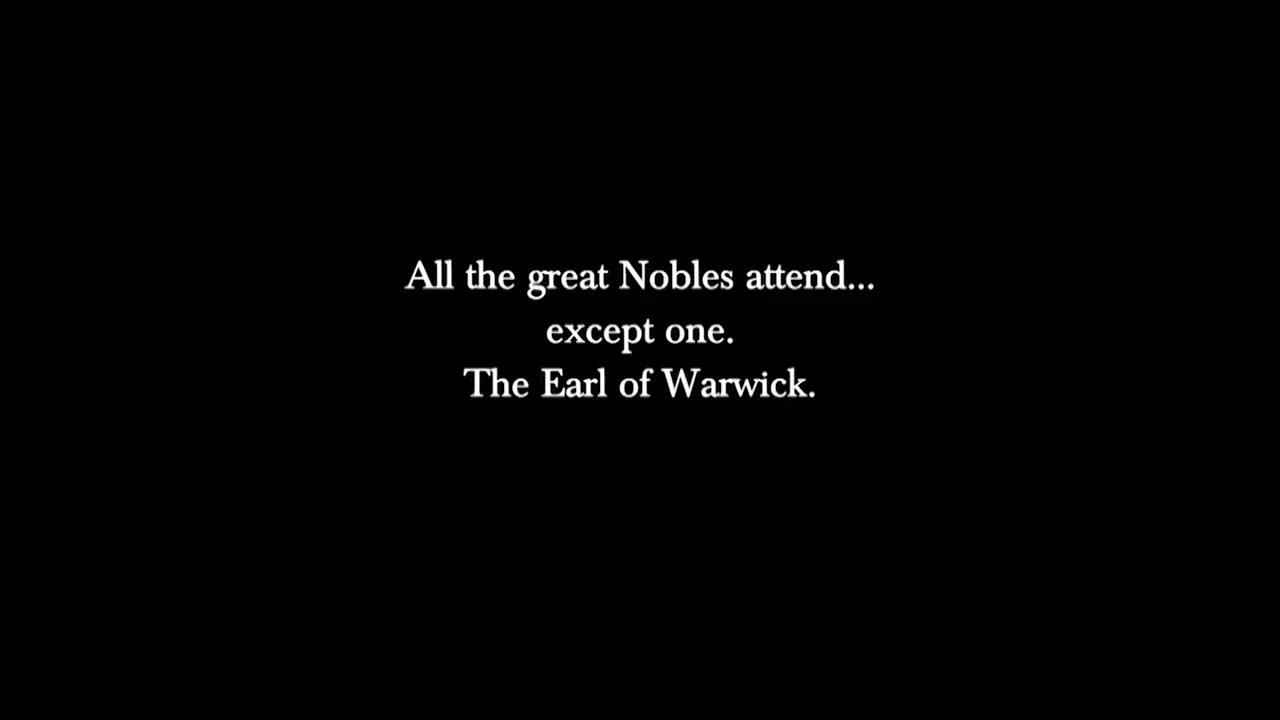 All the great Nobles attend...
except one.
The Earl of Warwick.